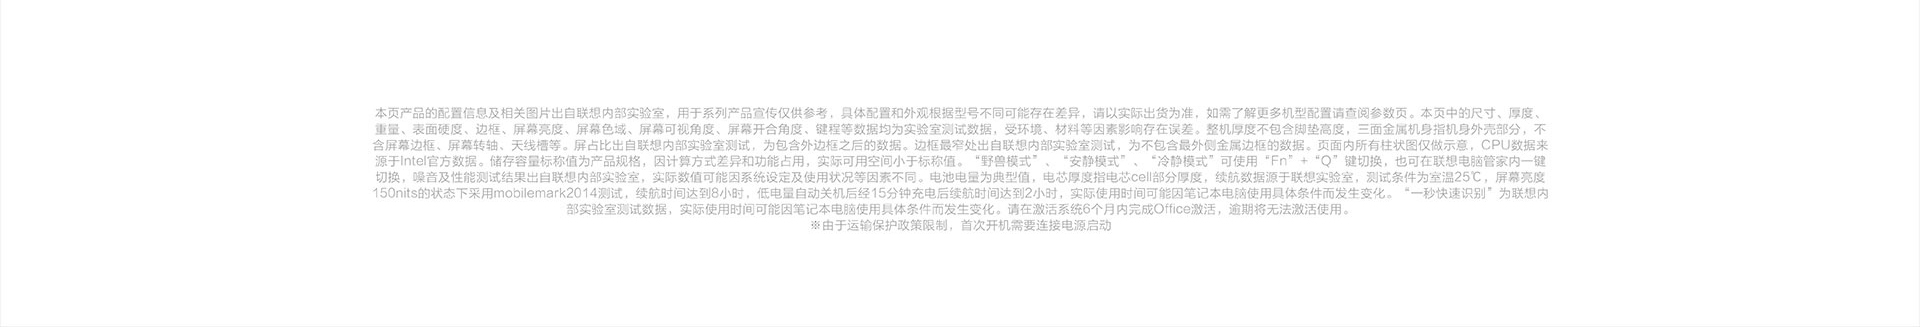 本页产品的配置信息及相关图片出自联想内部实验室，用于系列产品宣传仅供参考，具体配置和外观根据型号不同可能存在差异，请以实际出货为准，如需了解更多机型配置请查阅参数页。本页中的尺寸、厚度、
重量、表面硬度、边框、屏幕亮度、屏幕色域、屏幕可视角度、屏幕开合角度、键程等数据均为实验室测试数据，受环境、材料等因素影响存在误差。整机厚度不包含脚垫高度，三面金属机身指机身外壳部分，不
含屏幕边框、屏幕转轴、天线槽等。屏占比出自联想内部实验室测试，为包含外边框之后的数据。边框最窄处出自联想内部实验室测试，为不包含最外侧金属边框的数据。页面内所有柱状图仅做示意，CPU数据来
源于Intel官方数据。储存容量标称值为产品规格，因计算方式差异和功能占用，实际可用空间小于标称值。“野兽模式”、“安静模式”、“冷静模式”可使用“Fn”+“Q”键切换，也可在联想电脑管家内一键
切换，噪音及性能测试结果出自联想内部实验室，实际数值可能因系统设定及使用状况等因素不同。电池电量为典型值，电芯厚度指电芯cell部分厚度，续航数据源于联想实验室，测试条件为室温25℃，屏幕亮度
150nits的状态下采用mobilemark2014测试，续航时间达到8小时，低电量自动关机后经15分钟充电后续航时间达到2小时，实际使用时间可能因笔记本电脑使用具体条件而发生变化。“一秒快速识别”为联想内
部实验室测试数据，实际使用时间可能因笔记本电脑使用具体条件而发生变化。请在激活系统6个月内完成Office激活，逾期将无法激活使用。
※由于运输保护政策限制，首次开机需要连接电源启动